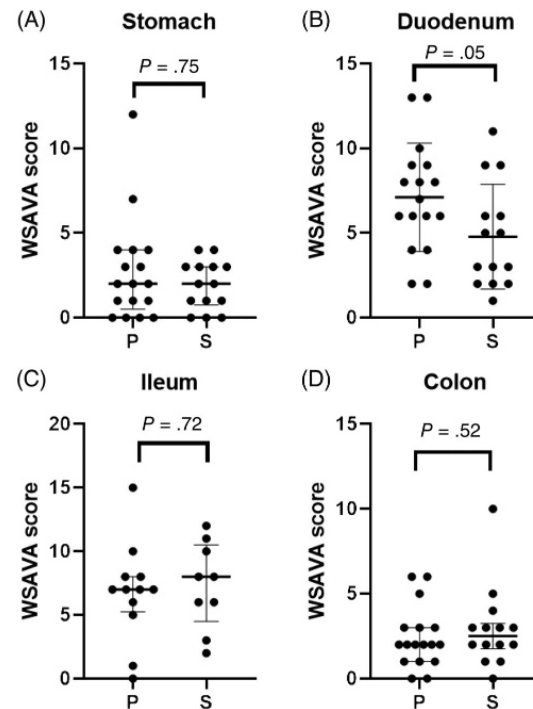 (A) Stomach
P = .75
WSAVA score
15
10
5
0
P S
(B) Duodenum
P = .05
WSAVA score
15
10
5
0
P S
(C) Ileum
P = .72
WSAVA score
20
15
10
5
0
P S
(D) Colon
P = .52
WSAVA score
15
10
5
0
P S